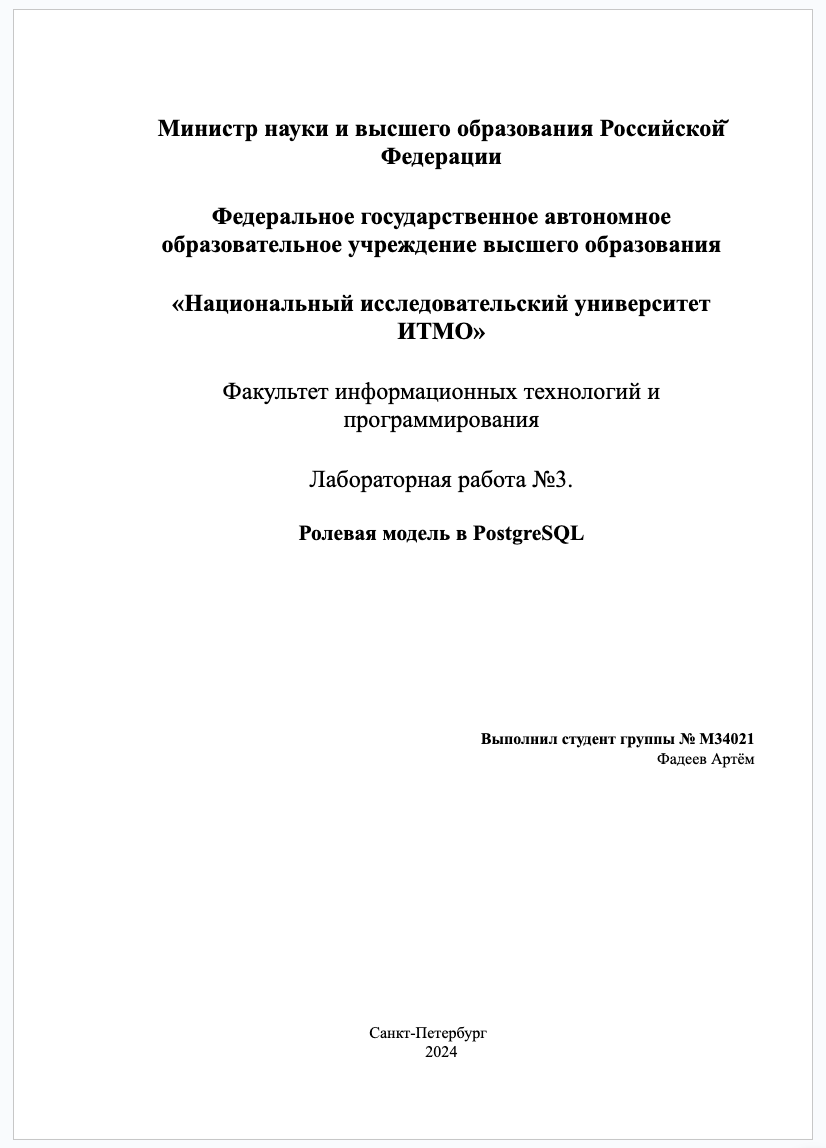 Министр науки и высшего образования Российской̆
Федерации
Федеральное государственное автономное
образовательное учреждение высшего образования
«Национальный исследовательский университет
ИТМО»
Факультет информационных технологий и
программирования
Лабораторная работа №3.
Ролевая модель в PostgreSQL
Выполнил студент группы № М34021
Фадеев Артём
Санкт-Петербург
2024